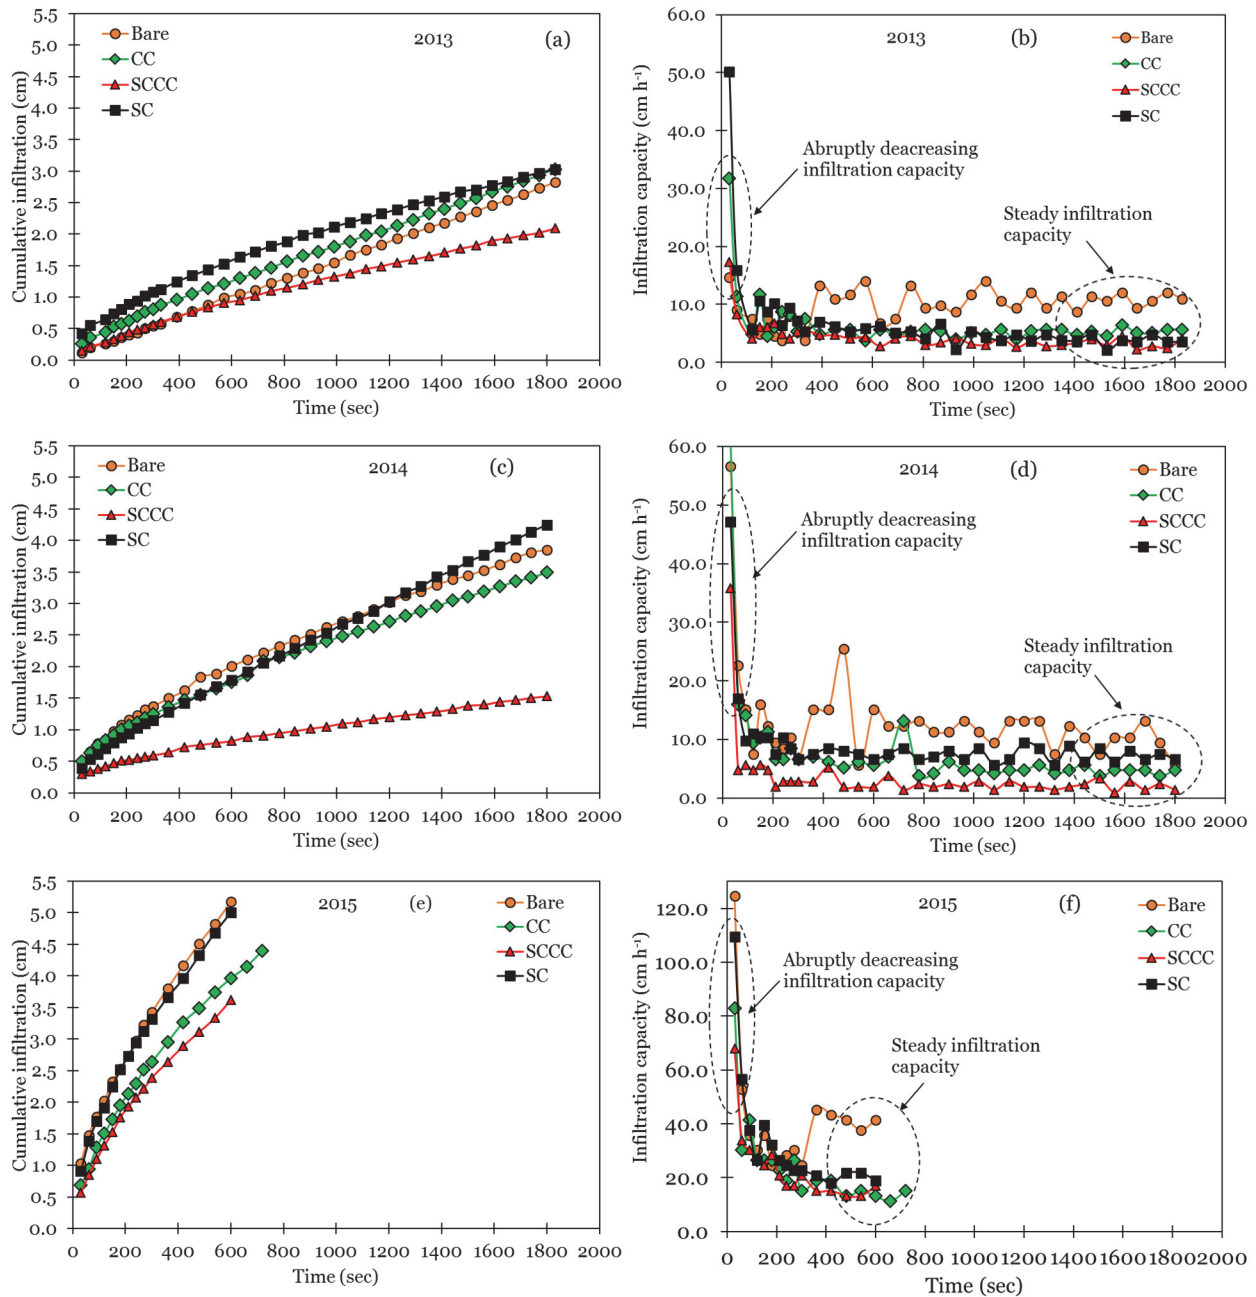 5.5
5.0
4.5
4.0
3.5
3.0
2.5
2.0
1.5
1.0
0.5
0.0
Cumulative infiltration (cm)
Bare
CC
SCCC
SC
2013 (a)
0 200 400 600 800 1000 1200 1400 1600 1800 2000
Time (sec)
60.0
50.0
40.0
30.0
20.0
10.0
0.0
Infiltration capacity (cm h⁻¹)
2013 (b)
Bare
CC
SCCC
SC
Abruptly deacreasing
infiltration capacity
Steady infiltration
capacity
0 200 400 600 800 1000 1200 1400 1600 1800 2000
Time (sec)
5.5
5.0
4.5
4.0
3.5
3.0
2.5
2.0
1.5
1.0
0.5
0.0
Cumulative infiltration (cm)
Bare
CC
SCCC
SC
2014 (c)
0 200 400 600 800 1000 1200 1400 1600 1800 2000
Time (sec)
60.0
50.0
40.0
30.0
20.0
10.0
0.0
Infiltration capacity (cm h⁻¹)
2014 (d)
Bare
CC
SCCC
SC
Abruptly deacreasing
infiltration capacity
Steady infiltration
capacity
0 200 400 600 800 1000 1200 1400 1600 1800 2000
Time (sec)
5.5
5.0
4.5
4.0
3.5
3.0
2.5
2.0
1.5
1.0
0.5
0.0
Cumulative infiltration (cm)
2015 (e)
Bare
CC
SCCC
SC
0 200 400 600 800 1000 1200 1400 1600 1800 2000
Time (sec)
120.0
100.0
80.0
60.0
40.0
20.0
0.0
Infiltration capacity (cm h⁻¹)
2015 (f)
Bare
CC
SCCC
SC
Abruptly deacreasing
infiltration capacity
Steady infiltration
capacity
0 200 400 600 800 1000 1200 1400 1600 1800 2000
Time (sec)